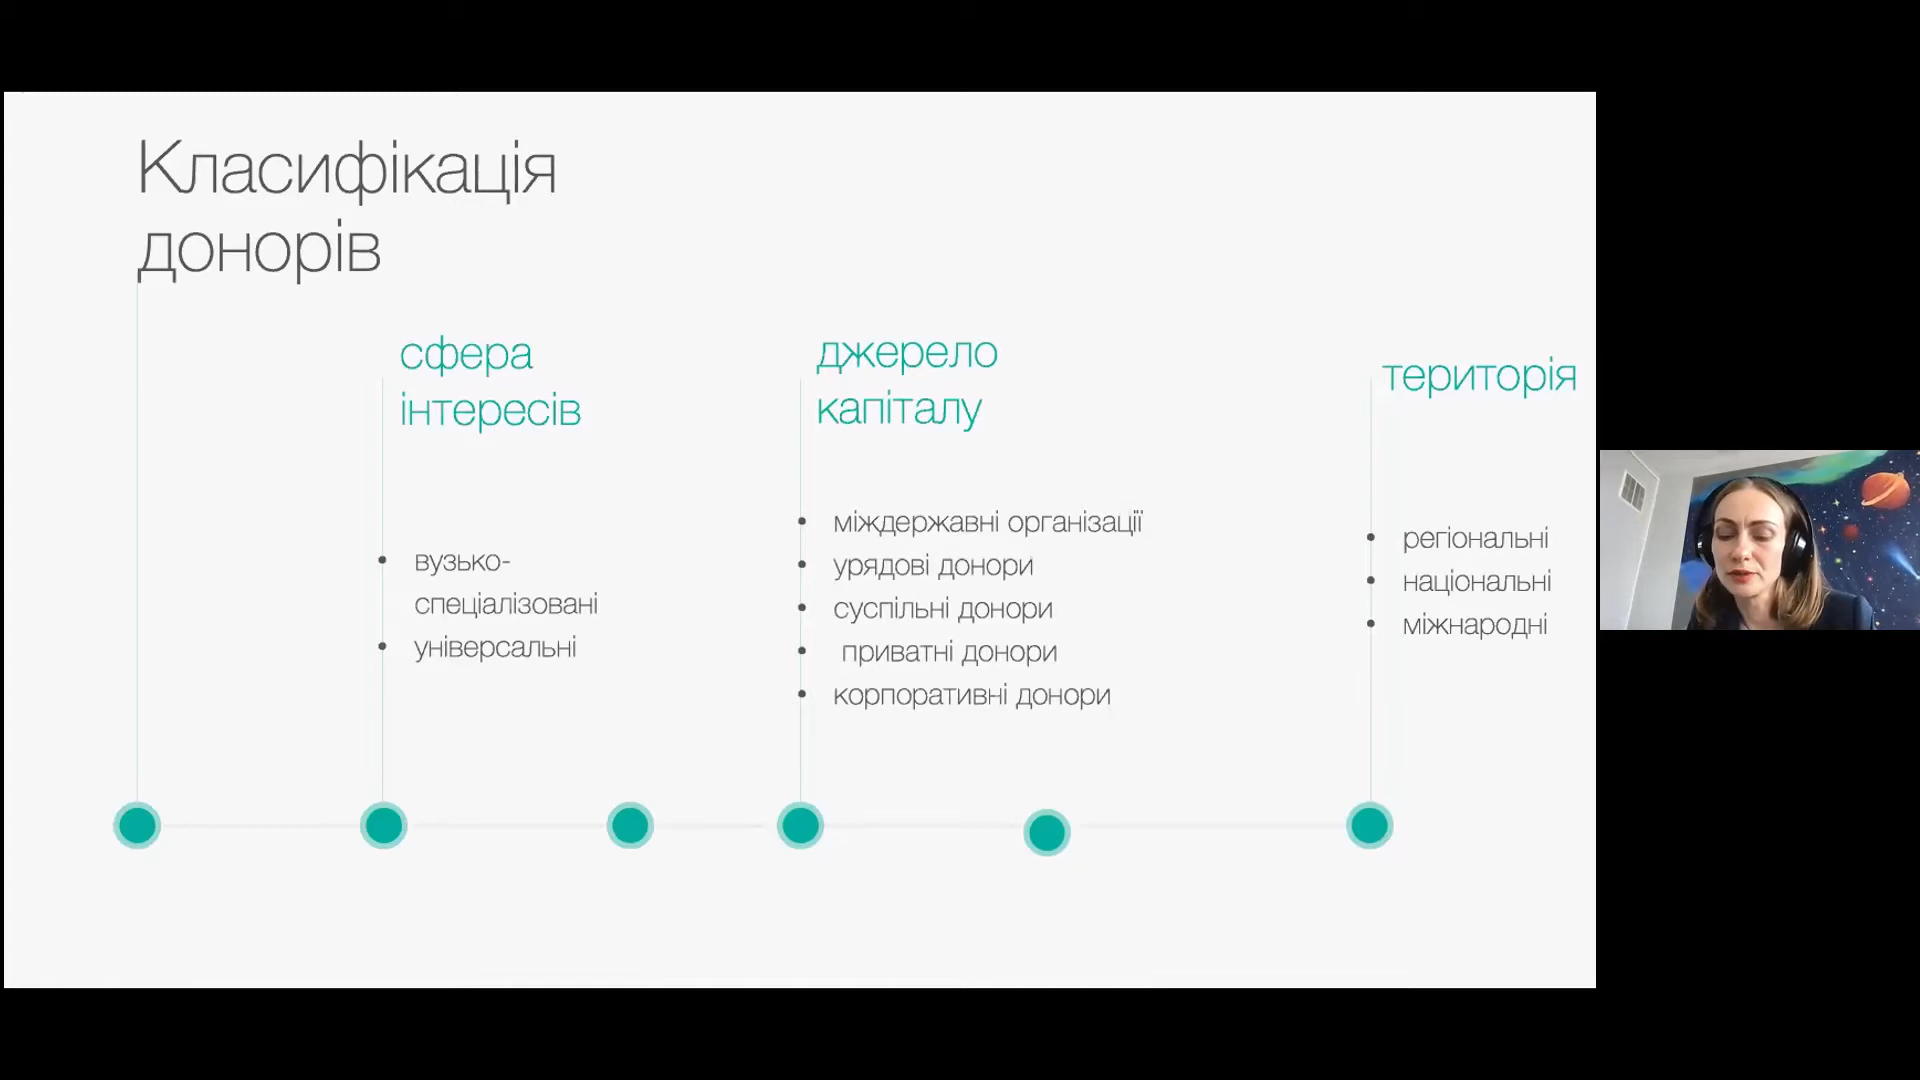 Класифікація
донорів
сфера
інтересів
• вузько-
спеціалізовані
• універсальні
джерело
капіталу
• міждержавні організації
• урядові донори
• суспільні донори
• приватні донори
• корпоративні донори
територія
• регіональні
• національні
• міжнародні